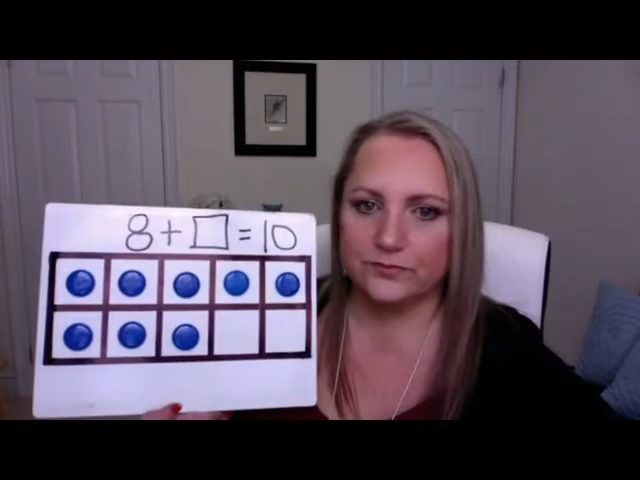 8 + □ = 10